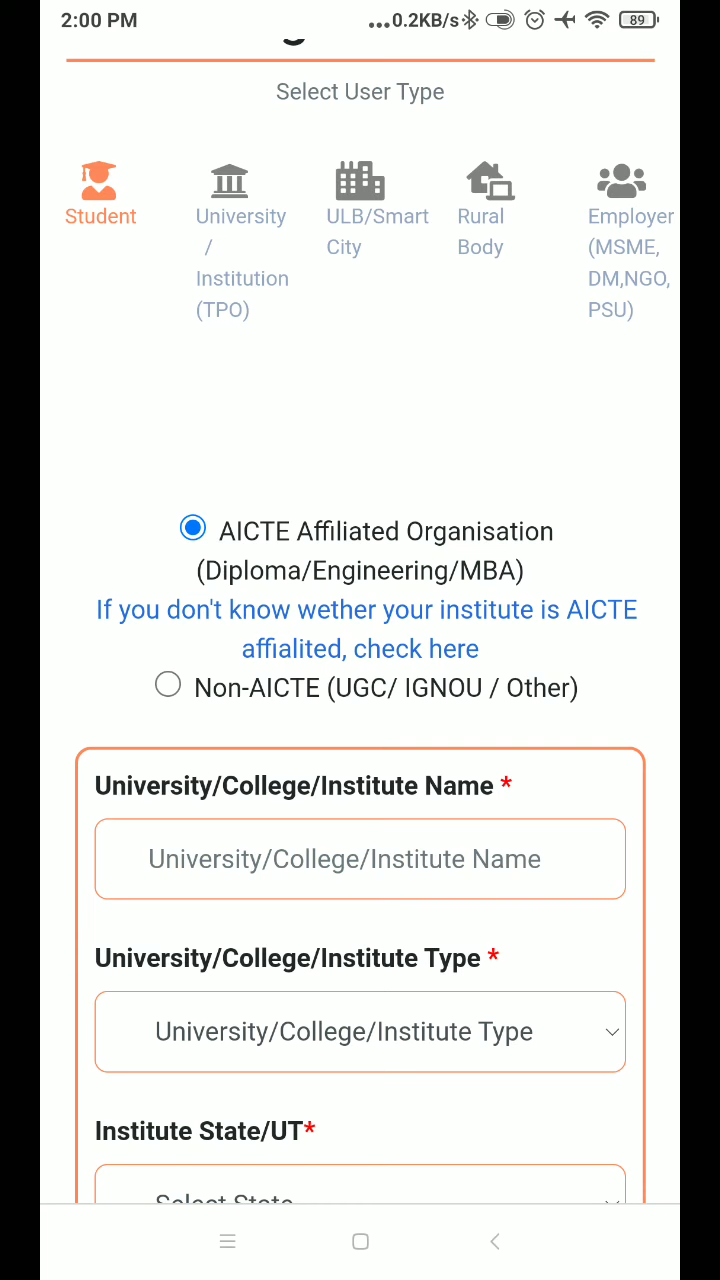 2:00 PM
...0.2KB/s
89
Select User Type
Student
University
/
Institution
(TPO)
ULB/Smart
City
Rural
Body
Employer
(MSME,
DM,NGO,
PSU)
AICTE Affiliated Organisation
(Diploma/Engineering/MBA)
If you don't know wether your institute is AICTE
affialited, check here
Non-AICTE (UGC/ IGNOU / Other)
University/College/Institute Name *
University/College/Institute Name
University/College/Institute Type *
University/College/Institute Type
Institute State/UT*
Select State